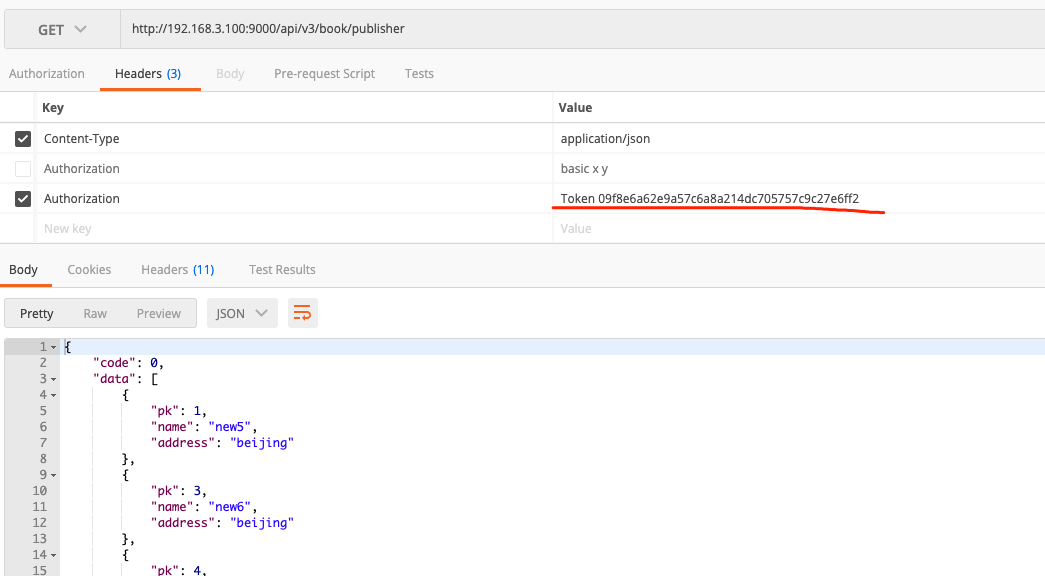 GET http://192.168.3.100:9000/api/v3/book/publisher
Authorization Headers (3) Body Pre-request Script Tests
Key Value
Content-Type application/json
Authorization basic x y
Authorization Token 09f8e6a62e9a57c6a8a214dc705757c9c27e6ff2
New key Value
Body Cookies Headers (11) Test Results
Pretty Raw Preview JSON
1 {
2 "code": 0,
3 "data": [
4 {
5 "pk": 1,
6 "name": "new5",
7 "address": "beijing"
8 },
9 {
10 "pk": 3,
11 "name": "new6",
12 "address": "beijing"
13 },
14 {
15 "pk": 4,